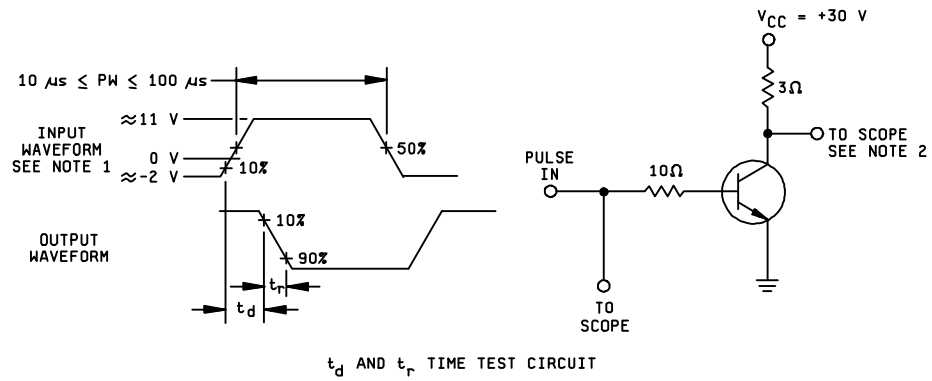 V_CC = +30 V
10 µs ≤ PW ≤ 100 µs
3Ω
≈11 V
INPUT
WAVEFORM
SEE NOTE 1
0 V
10%
50%
≈-2 V
TO SCOPE
SEE NOTE 2
PULSE
IN
10Ω
OUTPUT
WAVEFORM
10%
90%
t_r
t_d
TO
SCOPE
t_d AND t_r TIME TEST CIRCUIT